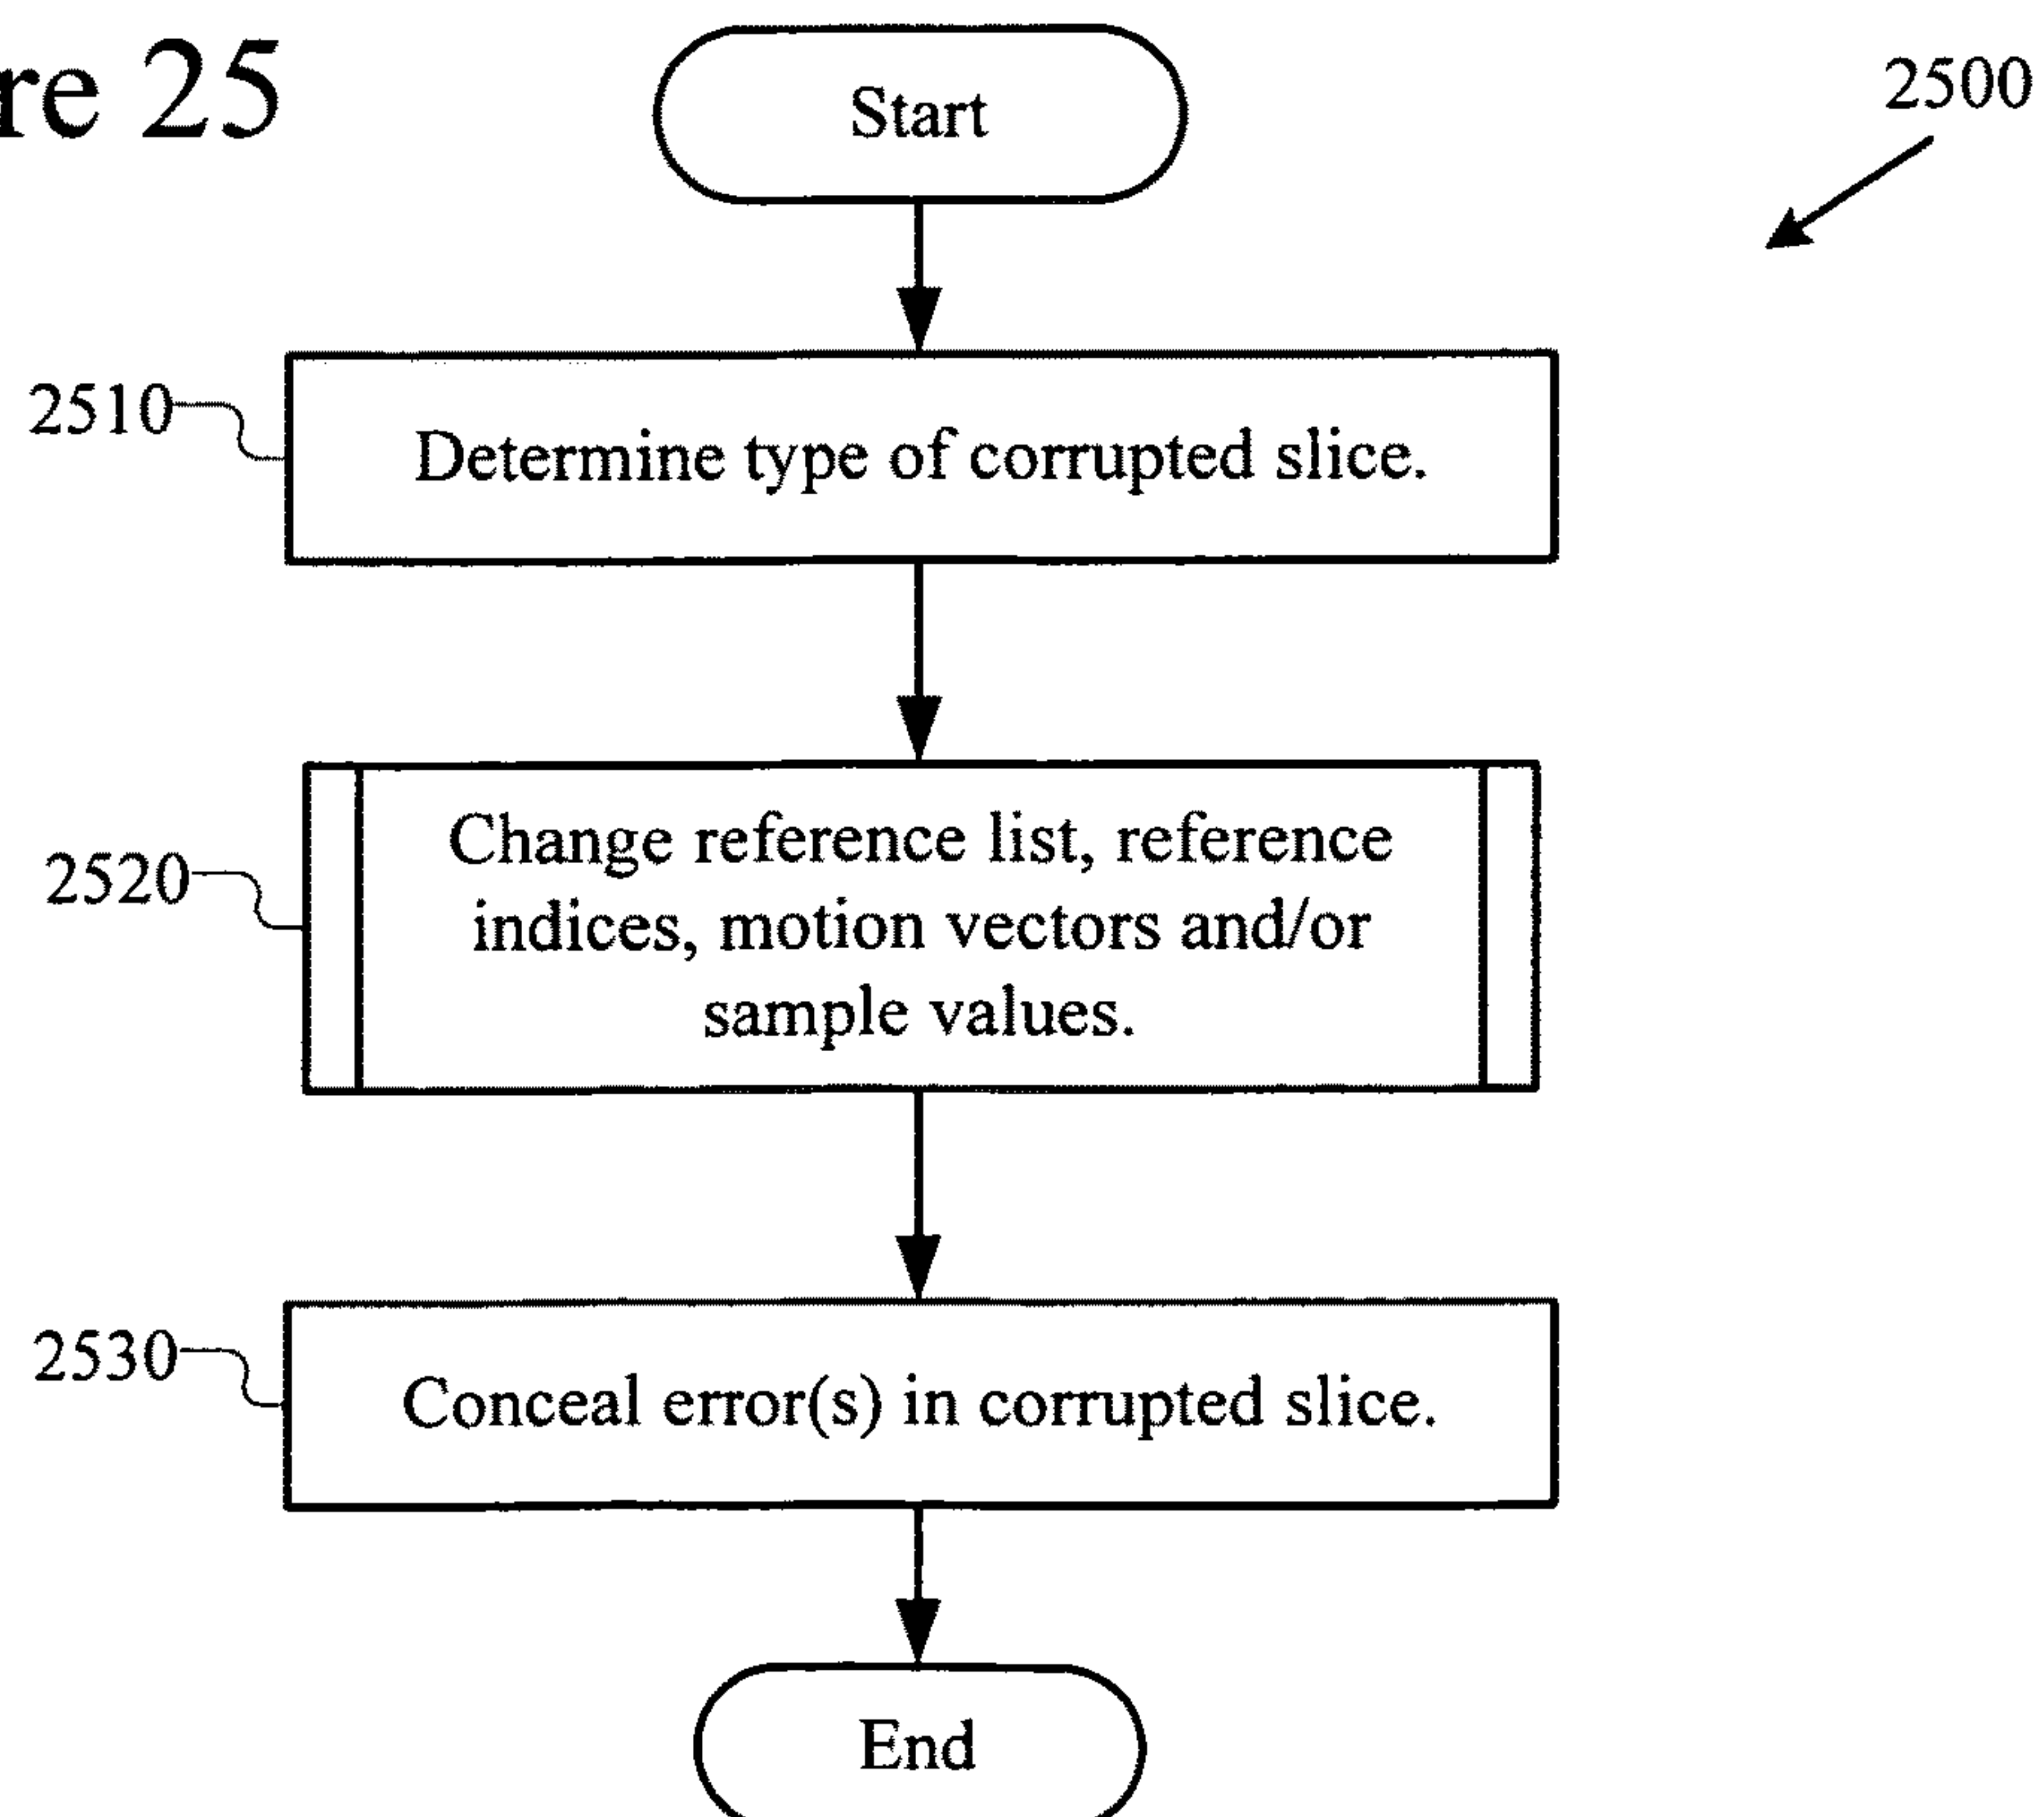 re 25
Start
2500
2510
Determine type of corrupted slice.
2520
Change reference list, reference
indices, motion vectors and/or
sample values.
2530
Conceal error(s) in corrupted slice.
End